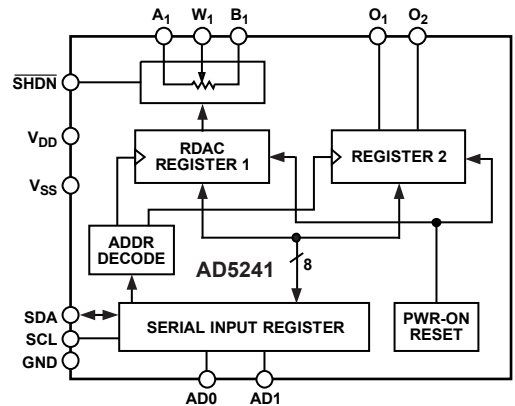 A1 W1 B1 O1 O2
SHDN
VDD
RDAC
REGISTER 1
REGISTER 2
VSS
ADDR
DECODE
AD5241
8
SDA
SERIAL INPUT REGISTER
PWR-ON
RESET
SCL
GND
AD0 AD1